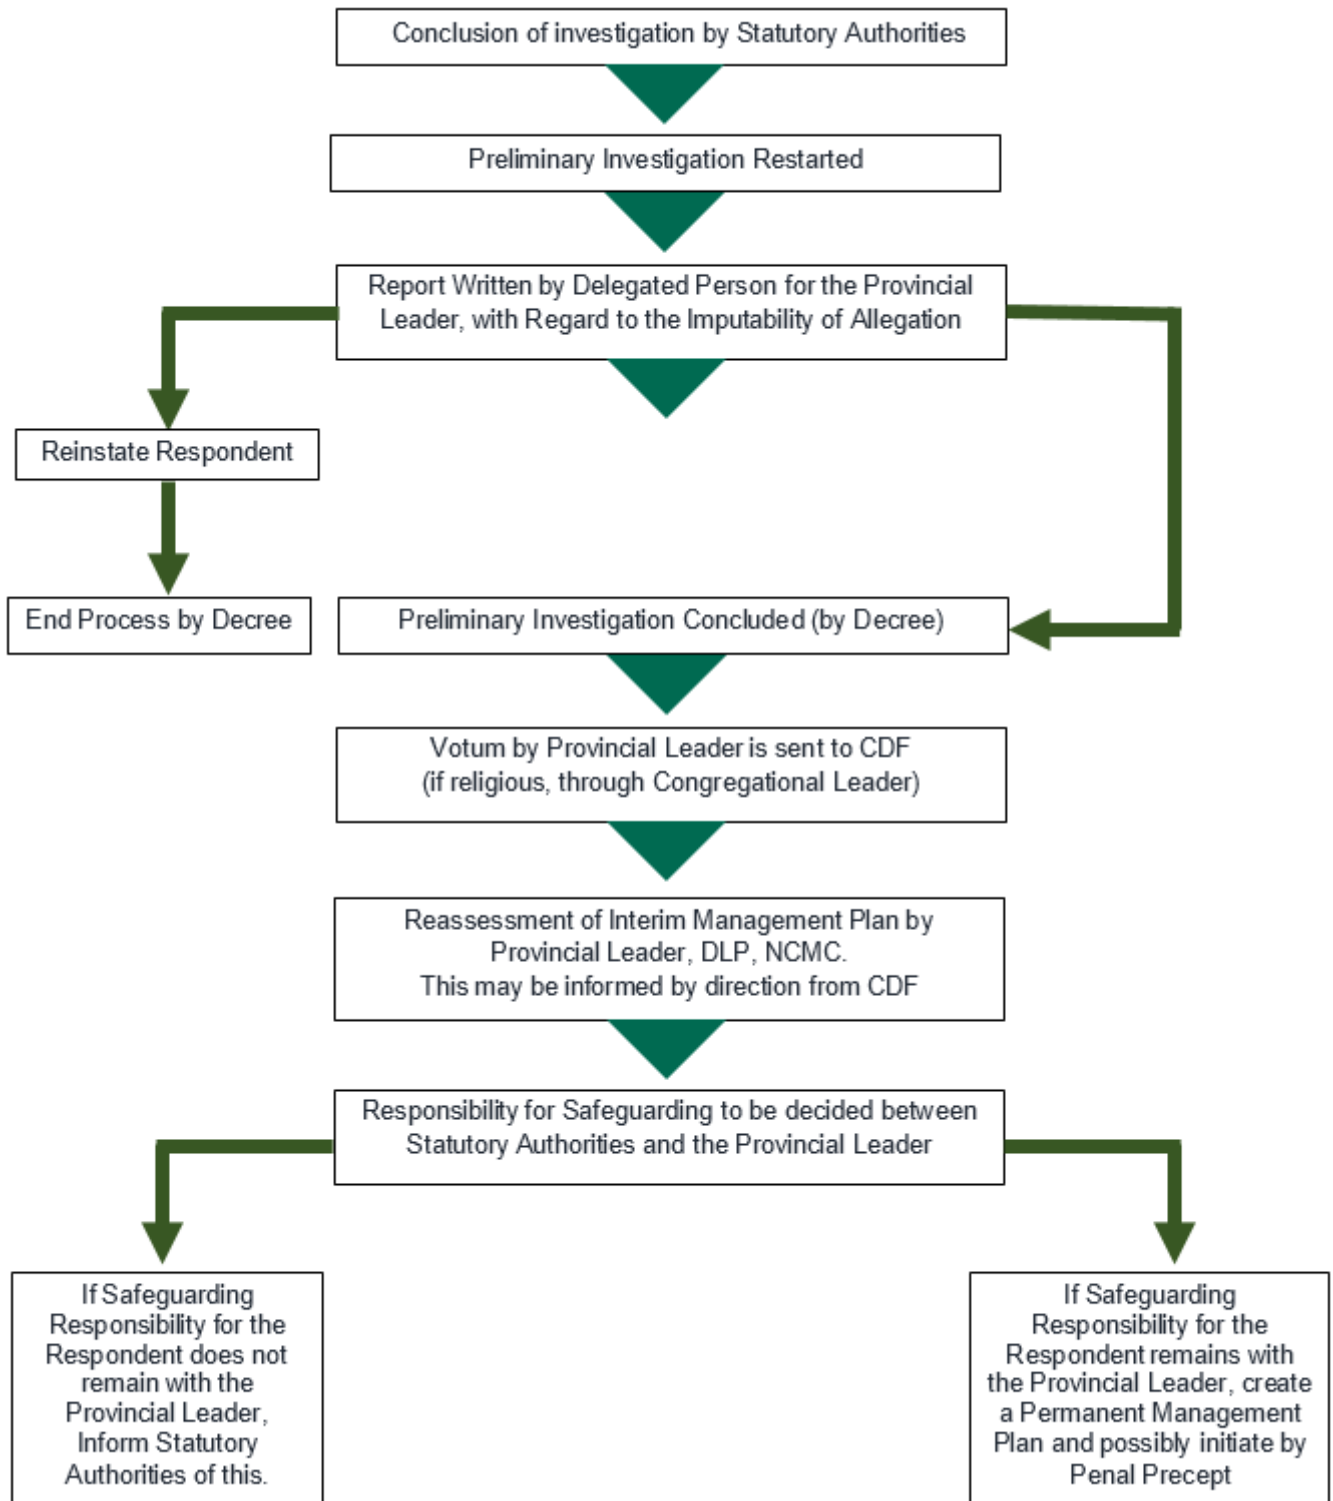 Conclusion of investigation by Statutory Authorities
Preliminary Investigation Restarted
Report Written by Delegated Person for the Provincial
Leader, with Regard to the Imputability of Allegation
Reinstate Respondent
End Process by Decree
Preliminary Investigation Concluded (by Decree)
Votum by Provincial Leader is sent to CDF
(if religious, through Congregational Leader)
Reassessment of Interim Management Plan by
Provincial Leader, DLP, NCMC.
This may be informed by direction from CDF
Responsibility for Safeguarding to be decided between
Statutory Authorities and the Provincial Leader
If Safeguarding
Responsibility for the
Respondent does not
remain with the
Provincial Leader,
Inform Statutory
Authorities of this.
If Safeguarding
Responsibility for the
Respondent remains with
the Provincial Leader, create
a Permanent Management
Plan and possibly initiate by
Penal Precept